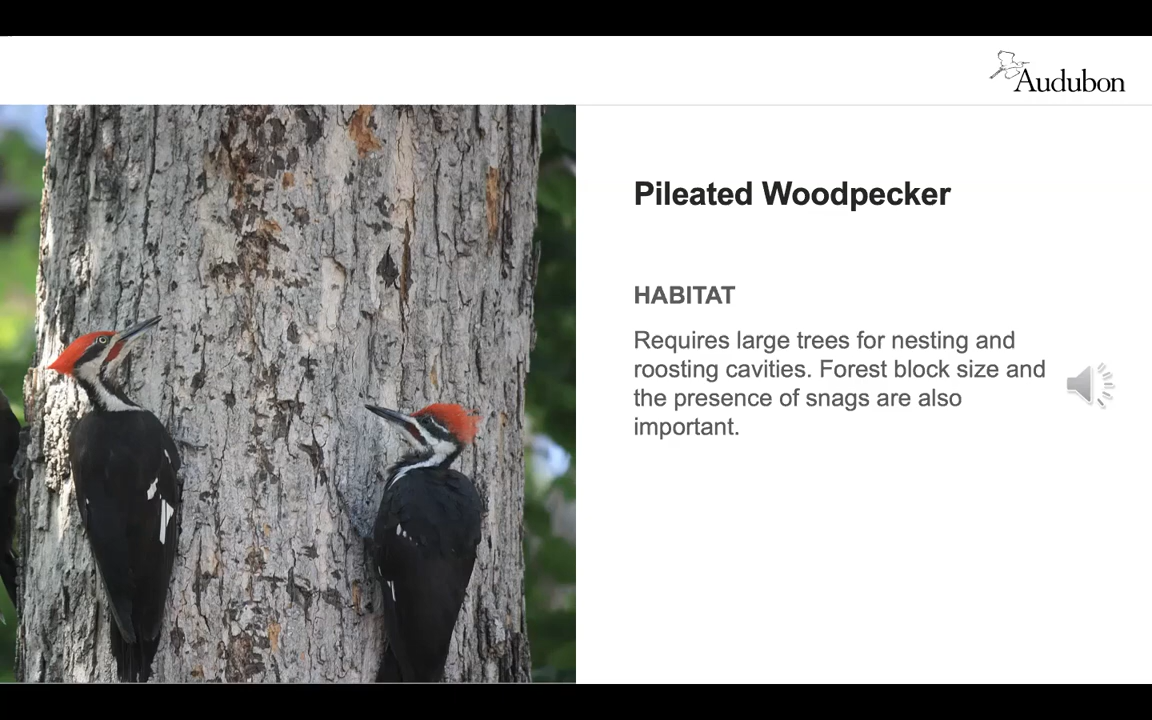 Audubon
Pileated Woodpecker
HABITAT
Requires large trees for nesting and
roosting cavities. Forest block size and
the presence of snags are also
important.